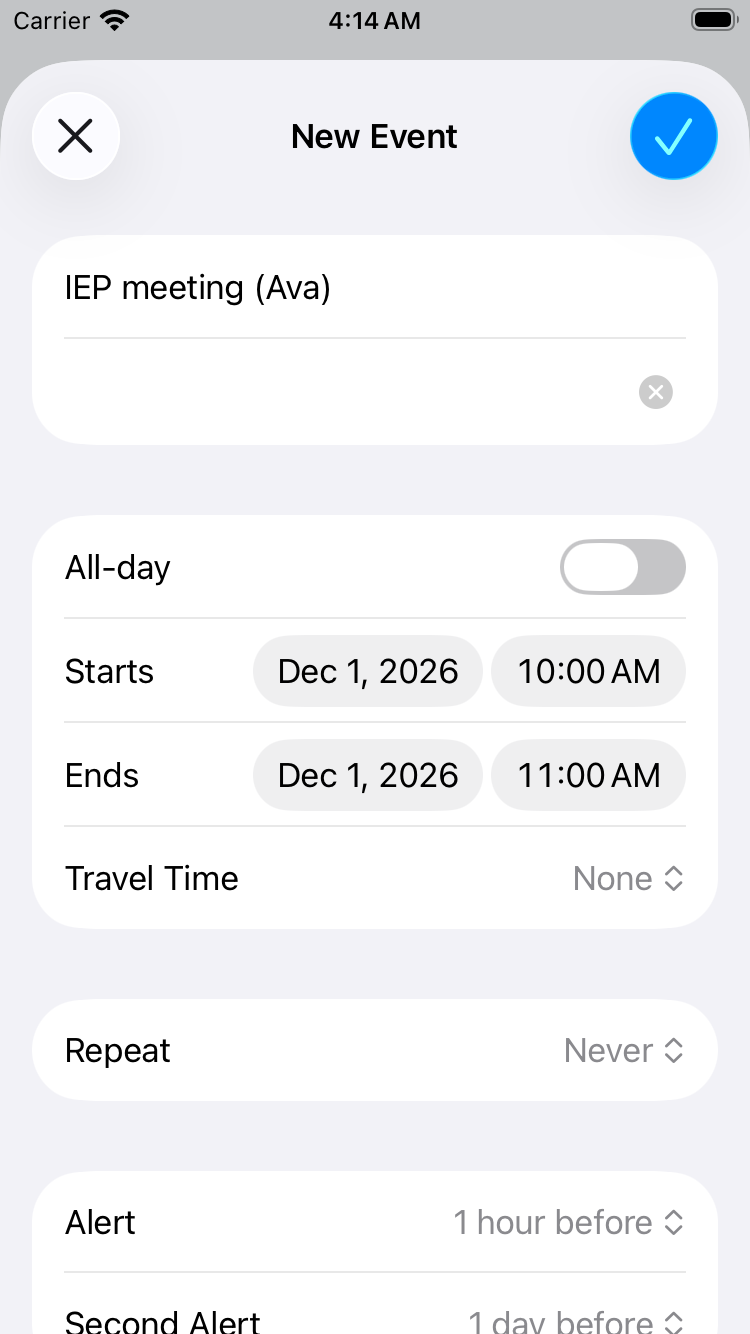 Carrier 4:14 AM
New Event
IEP meeting (Ava)
All-day
Starts Dec 1, 2026 10:00 AM
Ends Dec 1, 2026 11:00 AM
Travel Time None
Repeat Never
Alert 1 hour before
Second Alert 1 day before